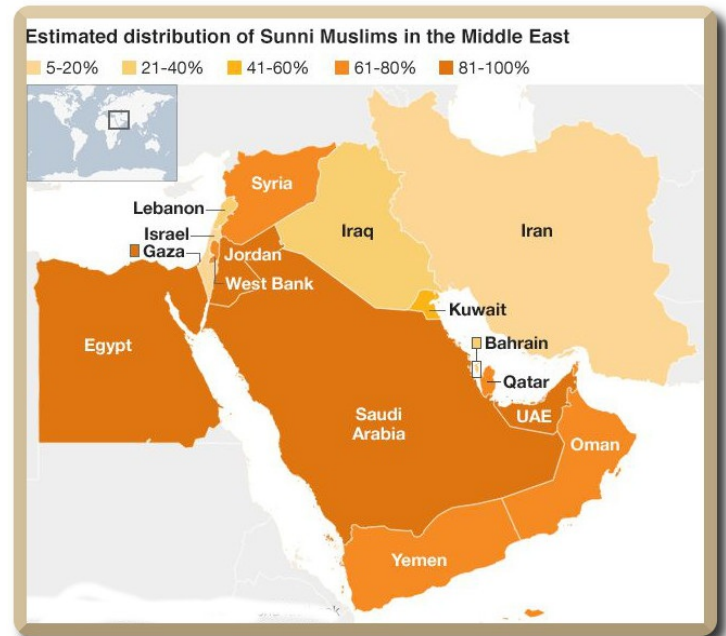 Estimated distribution of Sunni Muslims in the Middle East
5-20% 21-40% 41-60% 61-80% 81-100%
Syria
Lebanon
Israel
Iraq
Iran
Gaza
Jordan
West Bank
Kuwait
Egypt
Bahrain
Qatar
Saudi
Arabia
UAE
Oman
Yemen